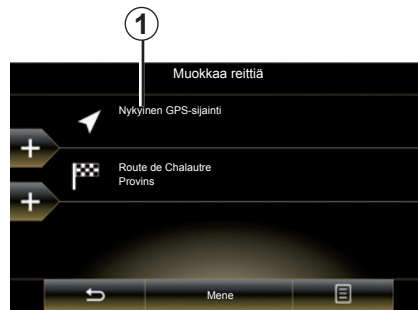 1
Muokkaa reittiä
Nykyinen GPS-sijainti
+
Route de Chalautre
Provins
+
Mene